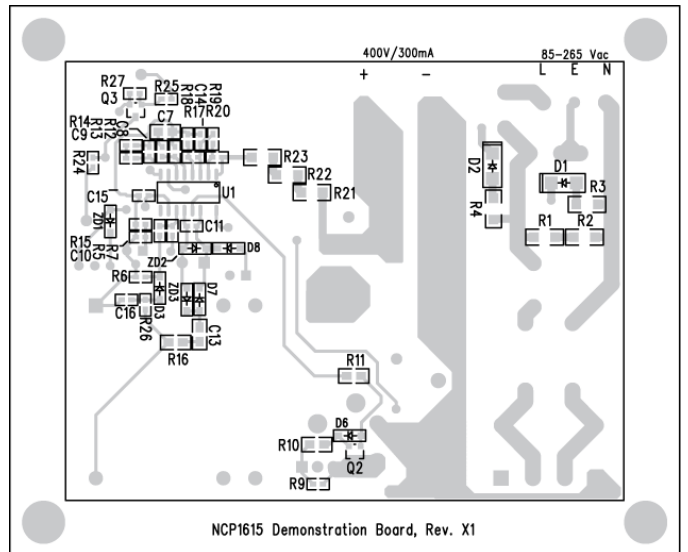 400V/300mA
85-265 Vac
+ -
L E N
R27
Q3
R25
R18
C14
R19
R17 R20
R14
C9
R13
R12
C8
C7
R24
R23
R22
R21
C15
U1
ZD1
C11
R15
C10
R5
R7
ZD2
D8
R6
D3
ZD3
D7
C16
R26
C13
R16
D2
R4
D1
R3
R1
R2
R11
D6
R10
Q2
R9
NCP1615 Demonstration Board, Rev. X1